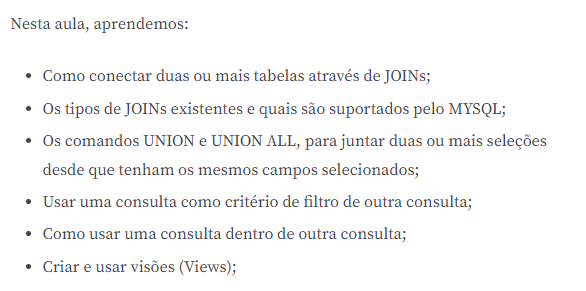 Nesta aula, aprendemos:
• Como conectar duas ou mais tabelas através de JOINs;
• Os tipos de JOINs existentes e quais são suportados pelo MYSQL;
• Os comandos UNION e UNION ALL, para juntar duas ou mais seleções
desde que tenham os mesmos campos selecionados;
• Usar uma consulta como critério de filtro de outra consulta;
• Como usar uma consulta dentro de outra consulta;
• Criar e usar visões (Views);